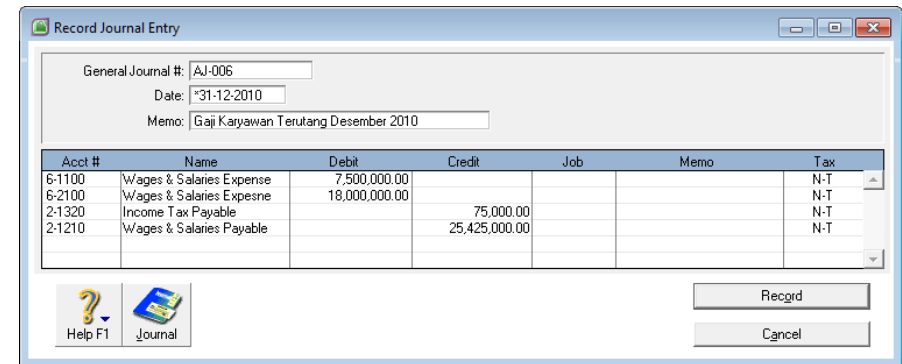 Record Journal Entry
General Journal #: AJ-006
Date: *31-12-2010
Memo: Gaji Karyawan Terutang Desember 2010
Acct # Name Debit Credit Job Memo Tax
6-1100 Wages & Salaries Expense 7,500,000.00 N-T
6-2100 Wages & Salaries Expesne 18,000,000.00 N-T
2-1320 Income Tax Payable 75,000.00 N-T
2-1210 Wages & Salaries Payable 25,425,000.00 N-T
Record
Help F1 Journal Cancel